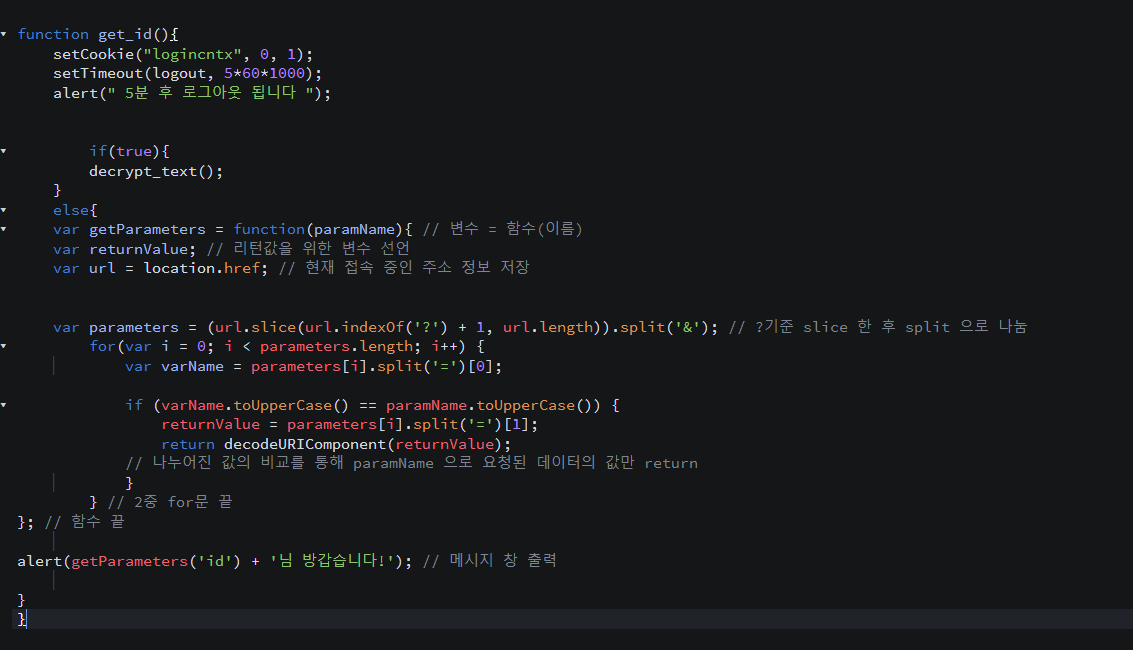 function get_id(){
    setCookie("logincntx", 0, 1);
    setTimeout(logout, 5*60*1000);
    alert(" 5분 후 로그아웃 됩니다 ");
        if(true){
        decrypt_text();
    }
    else{
    var getParameters = function(paramName){ // 변수 = 함수(이름)
    var returnValue; // 리턴값을 위한 변수 선언
    var url = location.href; // 현재 접속 중인 주소 정보 저장
    var parameters = (url.slice(url.indexOf('?') + 1, url.length)).split('&'); // ?기준 slice 한 후 split 으로 나눔
        for(var i = 0; i < parameters.length; i++) {
            var varName = parameters[i].split('=')[0];
            if (varName.toUpperCase() == paramName.toUpperCase()) {
                returnValue = parameters[i].split('=')[1];
                return decodeURIComponent(returnValue);
            // 나누어진 값의 비교를 통해 paramName 으로 요청된 데이터의 값만 return
            }
        } // 2중 for문 끝
}; // 함수 끝
alert(getParameters('id') + '님 방갑습니다!'); // 메시지 창 출력
}
}